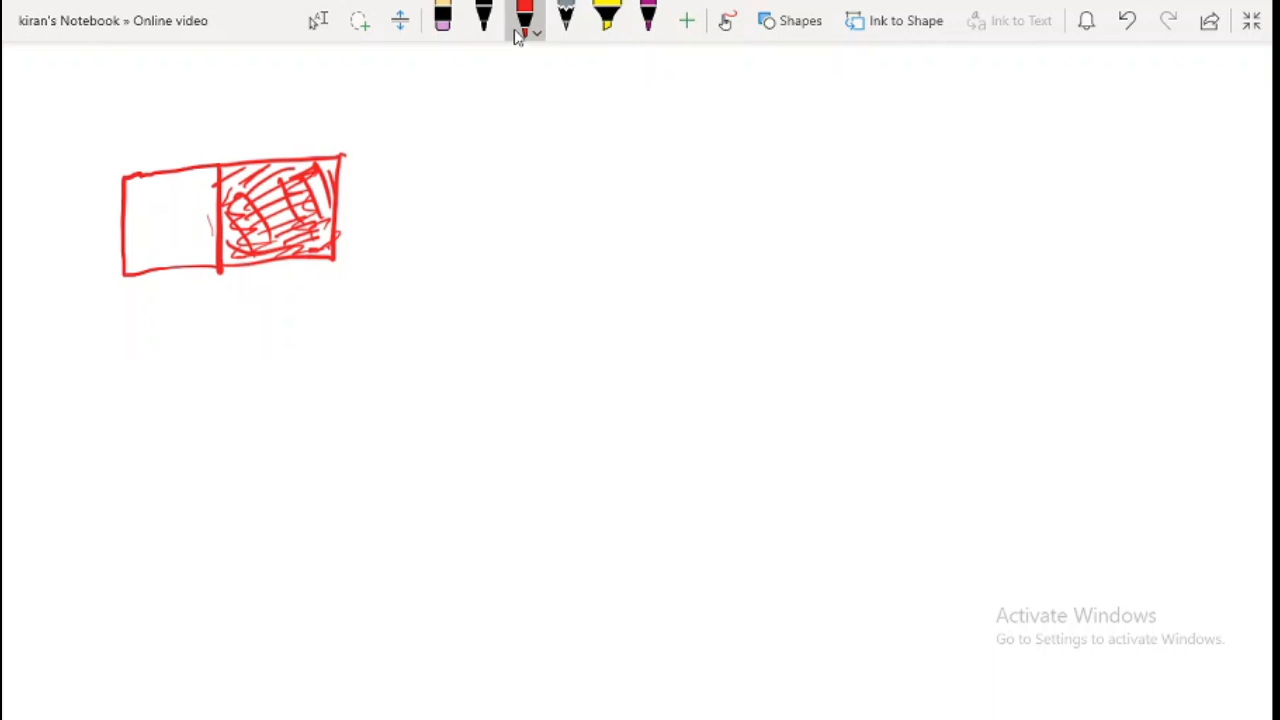 kiran's Notebook » Online video
Shapes
Ink to Shape
Ink to Text
Activate Windows
Go to Settings to activate Windows.